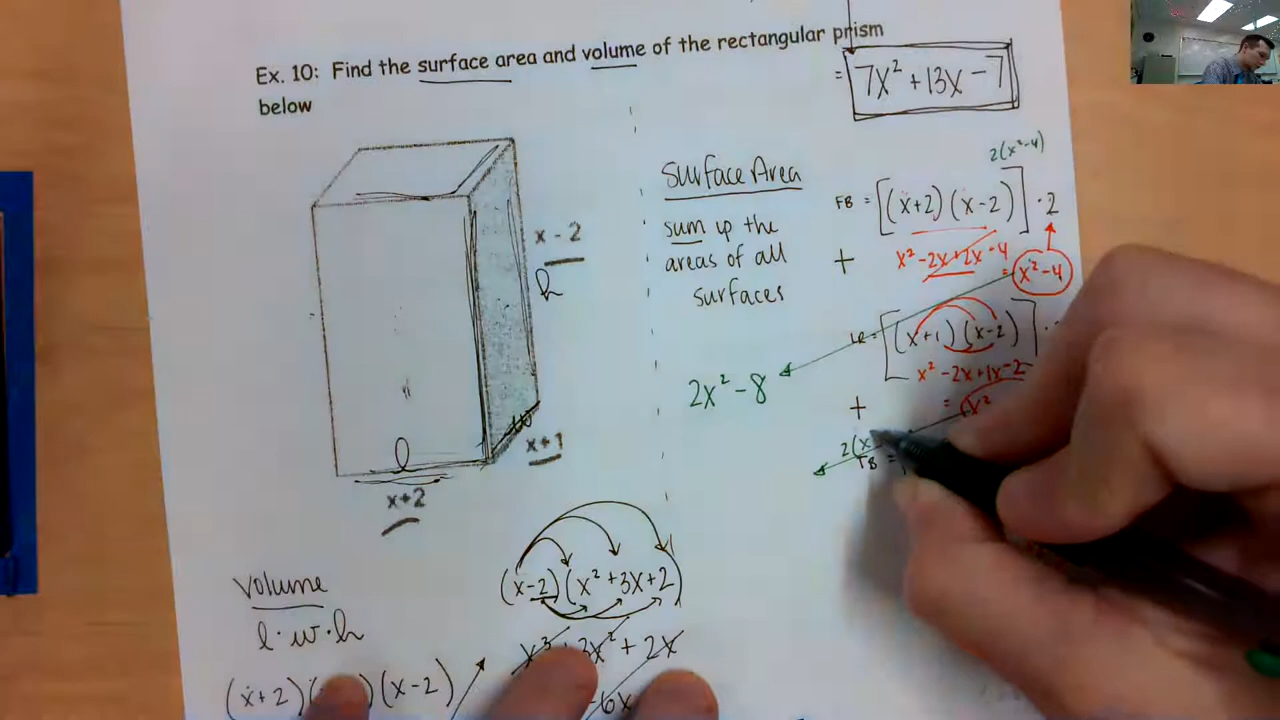 Ex. 10: Find the surface area and volume of the rectangular prism
below
= 7x² + 13x - 7
x - 2
h
l
w
x+1
x+2
Surface Area
sum up the
areas of all
surfaces
2(x²-4)
FB = [(x+2)(x-2)] · 2
x² -2x+2x -4
= x² -4
+
LR = [(x+1)(x-2)] ·
x² -2x+1x -2
= x²
+
2(x
TB =
2x² - 8
(x-2)(x² +3x+2)
x³ + 3x² + 2x
-6x
Volume
l · w · h
(x+2)( )(x-2)